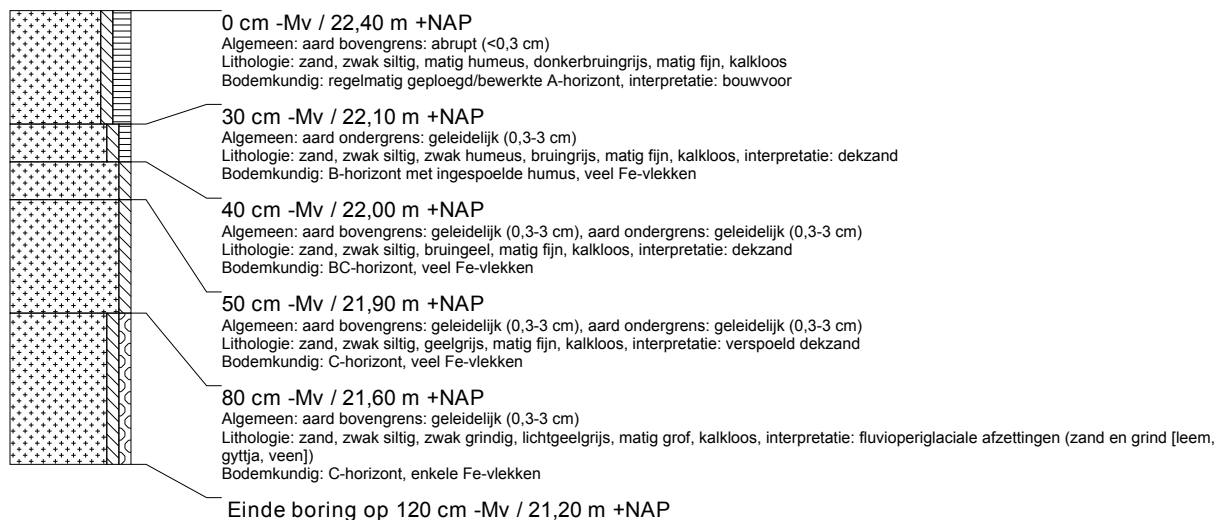 0 cm -Mv / 22,40 m +NAP
Algemeen: aard bovengrens: abrupt (<0,3 cm)
Lithologie: zand, zwak siltig, matig humeus, donkerbruingrijs, matig fijn, kalkloos
Bodemkundig: regelmatig geploegd/bewerkte A-horizont, interpretatie: bouwvoor
30 cm -Mv / 22,10 m +NAP
Algemeen: aard ondergrens: geleidelijk (0,3-3 cm)
Lithologie: zand, zwak siltig, zwak humeus, bruingrijs, matig fijn, kalkloos, interpretatie: dekzand
Bodemkundig: B-horizont met ingespoelde humus, veel Fe-vlekken
40 cm -Mv / 22,00 m +NAP
Algemeen: aard bovengrens: geleidelijk (0,3-3 cm), aard ondergrens: geleidelijk (0,3-3 cm)
Lithologie: zand, zwak siltig, bruingeel, matig fijn, kalkloos, interpretatie: dekzand
Bodemkundig: BC-horizont, veel Fe-vlekken
50 cm -Mv / 21,90 m +NAP
Algemeen: aard bovengrens: geleidelijk (0,3-3 cm), aard ondergrens: geleidelijk (0,3-3 cm)
Lithologie: zand, zwak siltig, geelgrijs, matig fijn, kalkloos, interpretatie: verspoeld dekzand
Bodemkundig: C-horizont, veel Fe-vlekken
80 cm -Mv / 21,60 m +NAP
Algemeen: aard bovengrens: geleidelijk (0,3-3 cm)
Lithologie: zand, zwak siltig, zwak grindig, lichtgeelgrijs, matig grof, kalkloos, interpretatie: fluvioperiglaciale afzettingen (zand en grind [leem,
gyttja, veen])
Bodemkundig: C-horizont, enkele Fe-vlekken
Einde boring op 120 cm -Mv / 21,20 m +NAP